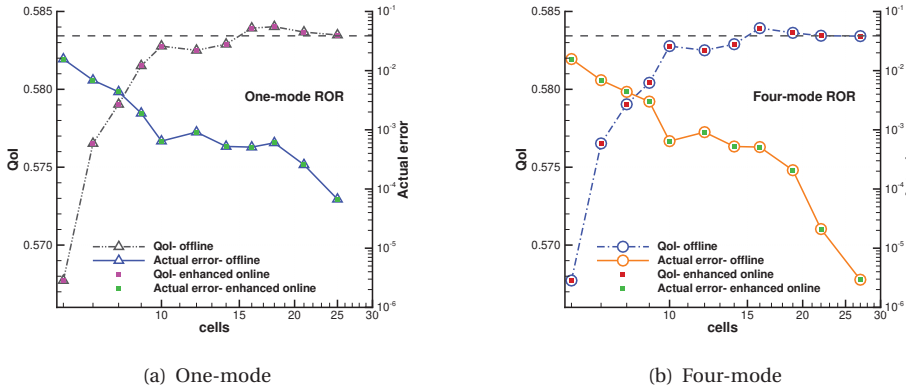 0.585
0.580
0.575
0.570
QoI
10⁻¹
10⁻²
10⁻³
10⁻⁴
10⁻⁵
10⁻⁶
Actual error
One-mode ROR
QoI- offline
Actual error- offline
QoI- enhanced online
Actual error- enhanced online
10 15 20 25 30
cells
(a) One-mode
0.585
0.580
0.575
0.570
QoI
10⁻¹
10⁻²
10⁻³
10⁻⁴
10⁻⁵
10⁻⁶
Four-mode ROR
QoI- offline
Actual error- offline
QoI- enhanced online
Actual error- enhanced online
10 15 20 25 30
cells
(b) Four-mode